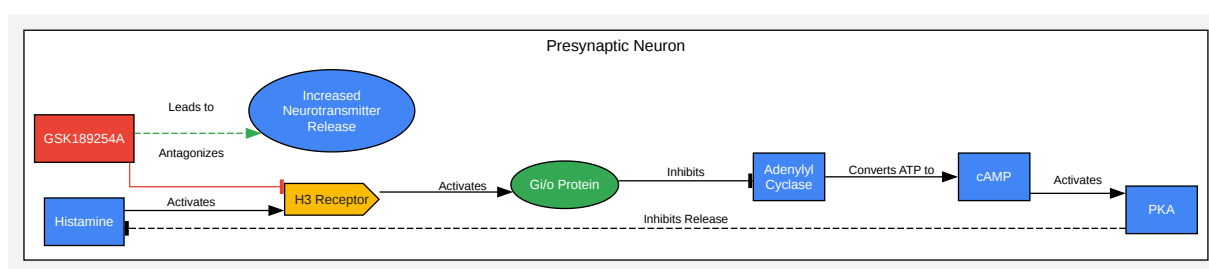 Presynaptic Neuron
Increased
Neurotransmitter
Release
Leads to
GSK189254A
Antagonizes
H3 Receptor
Activates
Histamine
Activates
Gi/o Protein
Inhibits
Adenylyl
Cyclase
Converts ATP to
cAMP
Activates
PKA
Inhibits Release